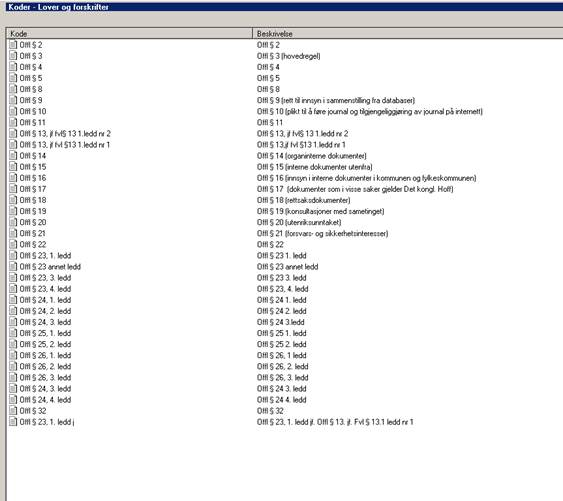 Koder - Lover og forskrifter
Kode Beskrivelse
Offl § 2 Offl § 2
Offl § 3 Offl § 3 (hovedregel)
Offl § 4 Offl § 4
Offl § 5 Offl § 5
Offl § 8 Offl § 8
Offl § 9 Offl § 9 (rett til innsyn i sammenstilling fra databaser)
Offl § 10 Offl § 10 (plikt til å føre journal og tilgjengeliggjøring av journal på internett)
Offl § 11 Offl § 11
Offl § 13, jf fvl§ 13 1.ledd nr 2 Offl § 13, jf fvl § 13 1.ledd nr 2
Offl § 13, jf fvl §13 1.ledd nr 1 Offl § 13,jf fvl §13 1.ledd nr 1
Offl § 14 Offl § 14 (organinterne dokumenter)
Offl § 15 Offl § 15 (interne dokumenter utenfra)
Offl § 16 Offl § 16 (innsyn i interne dokumenter i kommunen og fylkeskommunen)
Offl § 17 Offl § 17 (dokumenter som i visse saker gjelder Det kongl. Hoff)
Offl § 18 Offl § 18 (rettsaksdokumenter)
Offl § 19 Offl § 19 (konsultasjoner med sametinget)
Offl § 20 Offl § 20 (utenriksunntaket)
Offl § 21 Offl § 21 (forsvars- og sikkerhetsinteresser)
Offl § 22 Offl § 22
Offl § 23, 1. ledd Offl § 23 1. ledd
Offl § 23 annet ledd Offl § 23 annet ledd
Offl § 23, 3. ledd Offl § 23 3. ledd
Offl § 23, 4. ledd Offl § 23, 4. ledd
Offl § 24, 1. ledd Offl § 24 1. ledd
Offl § 24, 2. ledd Offl § 24 2. ledd
Offl § 24, 3. ledd Offl § 24 3.ledd
Offl § 25, 1. ledd Offl § 25 1. ledd
Offl § 25, 2. ledd Offl § 25 2. ledd
Offl § 26, 1. ledd Offl § 26, 1 ledd
Offl § 26, 2. ledd Offl § 26, 2. ledd
Offl § 26, 3. ledd Offl § 26, 3. ledd
Offl § 24, 3. ledd Offl § 24 3. ledd
Offl § 24, 4. ledd Offl § 24 4. ledd
Offl § 32 Offl § 32
Offl § 23, 1. ledd j Offl § 23, 1. ledd jf. Offl § 13. jf. Fvl § 13.1 ledd nr 1